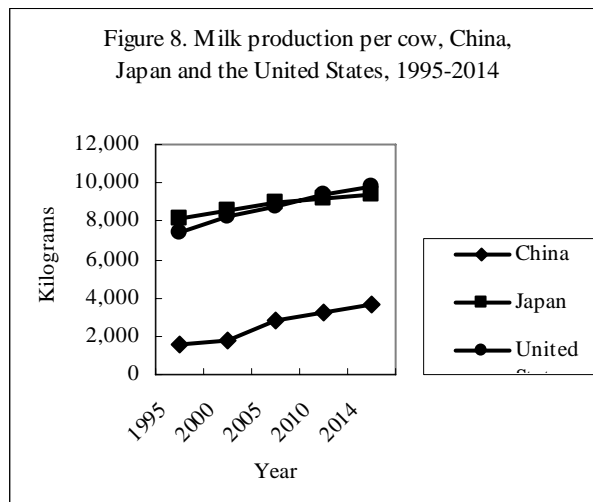 Figure 8. Milk production per cow, China,
Japan and the United States, 1995-2014
12,000
10,000
8,000
6,000
4,000
2,000
0
Kilograms
1995
2000
2005
2010
2014
Year
China
Japan
United